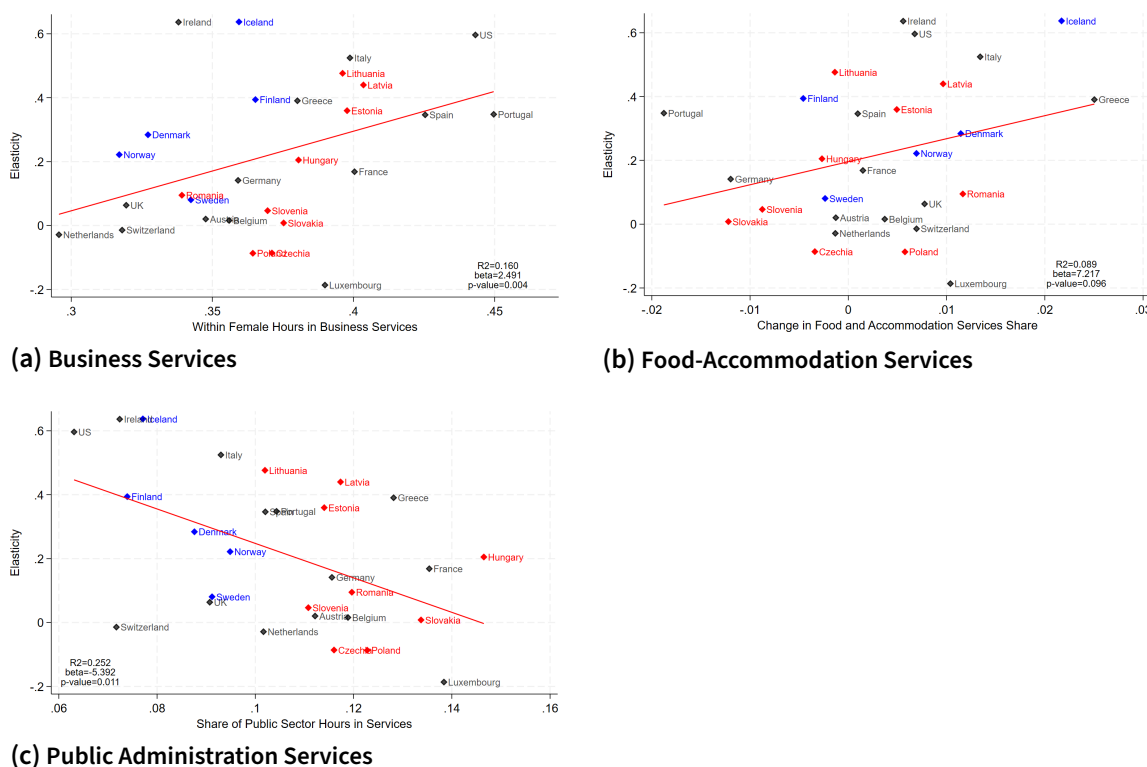 Elasticity
.6
.4
.2
0
-.2
Ireland
Iceland
US
Italy
Lithuania
Latvia
Finland
Greece
Estonia
Spain
Portugal
Denmark
Norway
Hungary
France
Germany
Romania
Sweden
UK
Slovenia
Austria
Belgium
Slovakia
Switzerland
Netherlands
Poland
Czechia
Luxembourg
R2=0.160
beta=2.491
p-value=0.004
.3 .35 .4 .45
Within Female Hours in Business Services
(a) Business Services
Elasticity
.6
.4
.2
0
-.2
Ireland
Iceland
US
Italy
Lithuania
Latvia
Finland
Greece
Portugal
Spain
Estonia
Denmark
Norway
Hungary
France
Germany
Romania
Sweden
UK
Slovenia
Slovakia
Austria
Belgium
Switzerland
Netherlands
Czechia
Poland
Luxembourg
R2=0.089
beta=7.217
p-value=0.096
-.02 -.01 0 .01 .02 .03
Change in Food and Accommodation Services Share
(b) Food-Accommodation Services
Elasticity
.6
.4
.2
0
-.2
US
Ireland
Iceland
Italy
Lithuania
Latvia
Finland
Greece
Spain
Portugal
Estonia
Denmark
Norway
Hungary
France
Germany
Romania
Sweden
UK
Slovenia
Austria
Belgium
Slovakia
Switzerland
Netherlands
Czechia
Poland
Luxembourg
R2=0.252
beta=-5.392
p-value=0.011
.06 .08 .1 .12 .14 .16
Share of Public Sector Hours in Services
(c) Public Administration Services